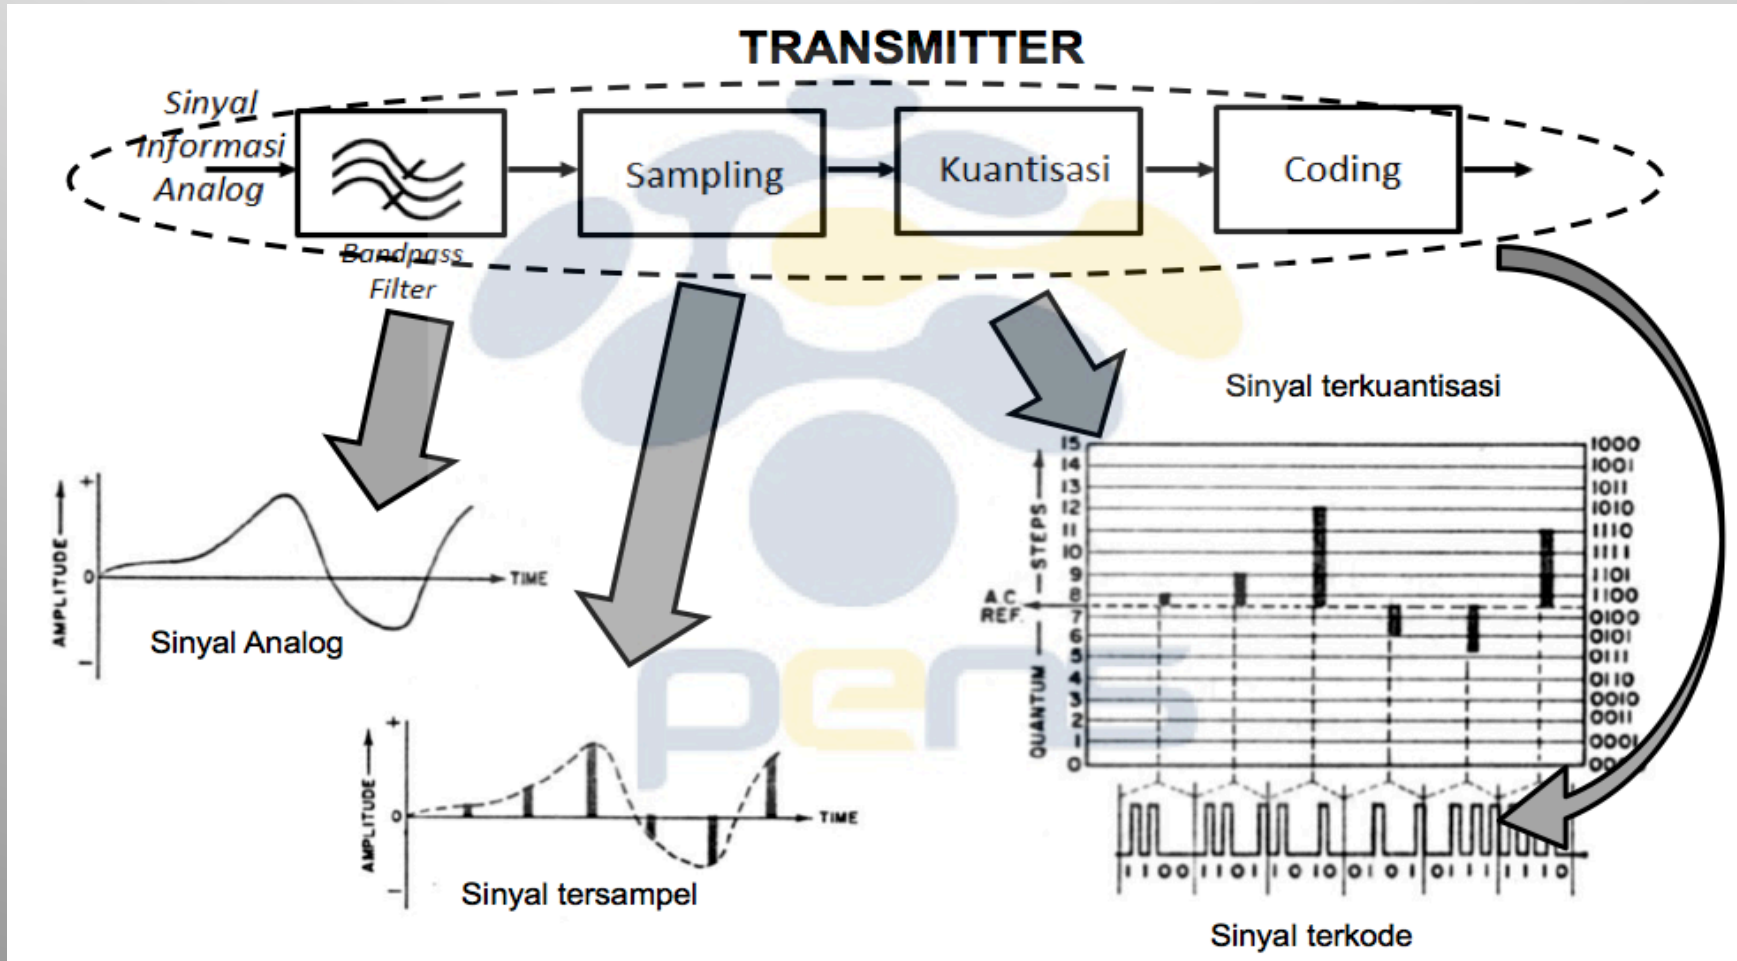 TRANSMITTER
Sinyal
Informasi
Analog
Bandpass
Filter
Sampling
Kuantisasi
Coding
Sinyal terkuantisasi
AMPLITUDE
+
0
−
TIME
Sinyal Analog
AMPLITUDE
+
0
−
TIME
Sinyal tersampel
pens
QUANTUM STEPS
A.C
REF.
15 1000
14 1001
13 1011
12 1010
11 1110
10 1111
9 1101
8 1100
7 0100
6 0101
5 0111
4 0110
3 0010
2 0011
1 0001
0
1100 1101 1010 0101 0111 1110
Sinyal terkode